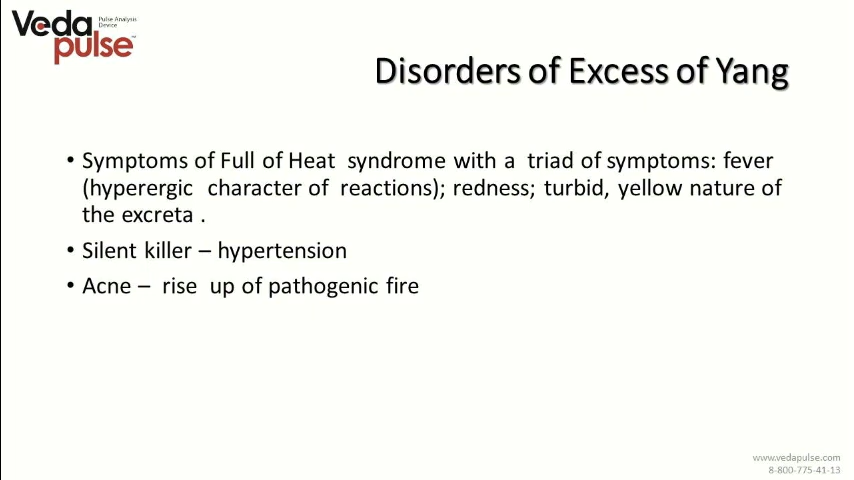 Veda Pulse Analysis
Device
pulse™
Disorders of Excess of Yang
• Symptoms of Full of Heat syndrome with a triad of symptoms: fever
(hyperergic character of reactions); redness; turbid, yellow nature of
the excreta .
• Silent killer – hypertension
• Acne – rise up of pathogenic fire
www.vedapulse.com
8-800-775-41-13